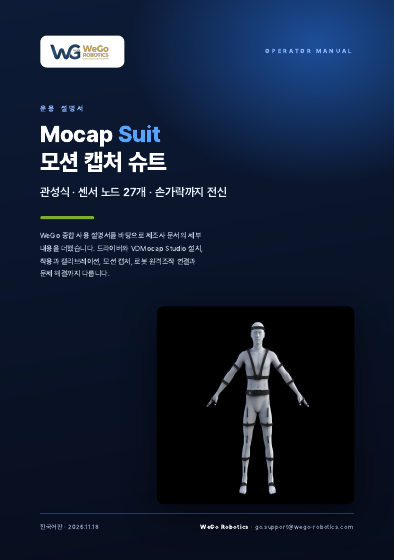 WG WeGo
ROBOTICS
OPERATOR MANUAL
운용 설명서
Mocap Suit
모션 캡처 슈트
관성식 · 센서 노드 27개 · 손가락까지 전신
WeGo 종합 사용 설명서를 바탕으로 제조사 문서의 세부
내용을 더했습니다. 드라이버와 VDMocap Studio 설치,
착용과 캘리브레이션, 모션 캡처, 로봇 원격조작 연결과
문제 해결까지 다룹니다.
한국어판 · 2026.11.18
WeGo Robotics · go.support@wego-robotics.com